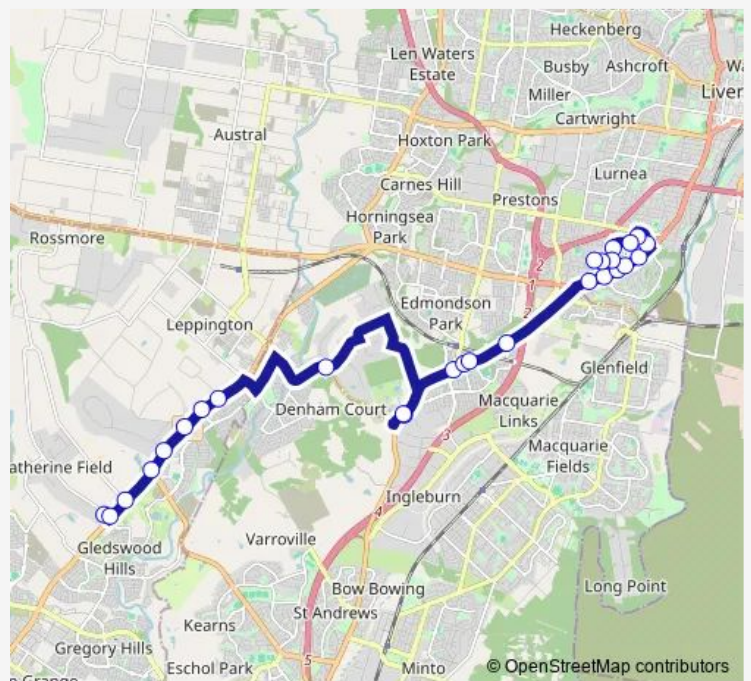 Heckenberg
Len Waters
Estate
Busby
Ashcroft
Miller
Cartwright
Austral
Hoxton Park
Lurnea
Carnes Hill
Prestons
Horningsea
Park
Rossmore
2
1
2
Edmondson
Park
Leppington
Glenfield
Denham Court
Macquarie
Links
3
Macquarie
Fields
atherine Field
Ingleburn
4
Gledswood
Hills
Varroville
Bow Bowing
Long Point
St Andrews
Kearns
Gregory Hills
5
Eschol Park
Minto
© OpenStreetMap contributors